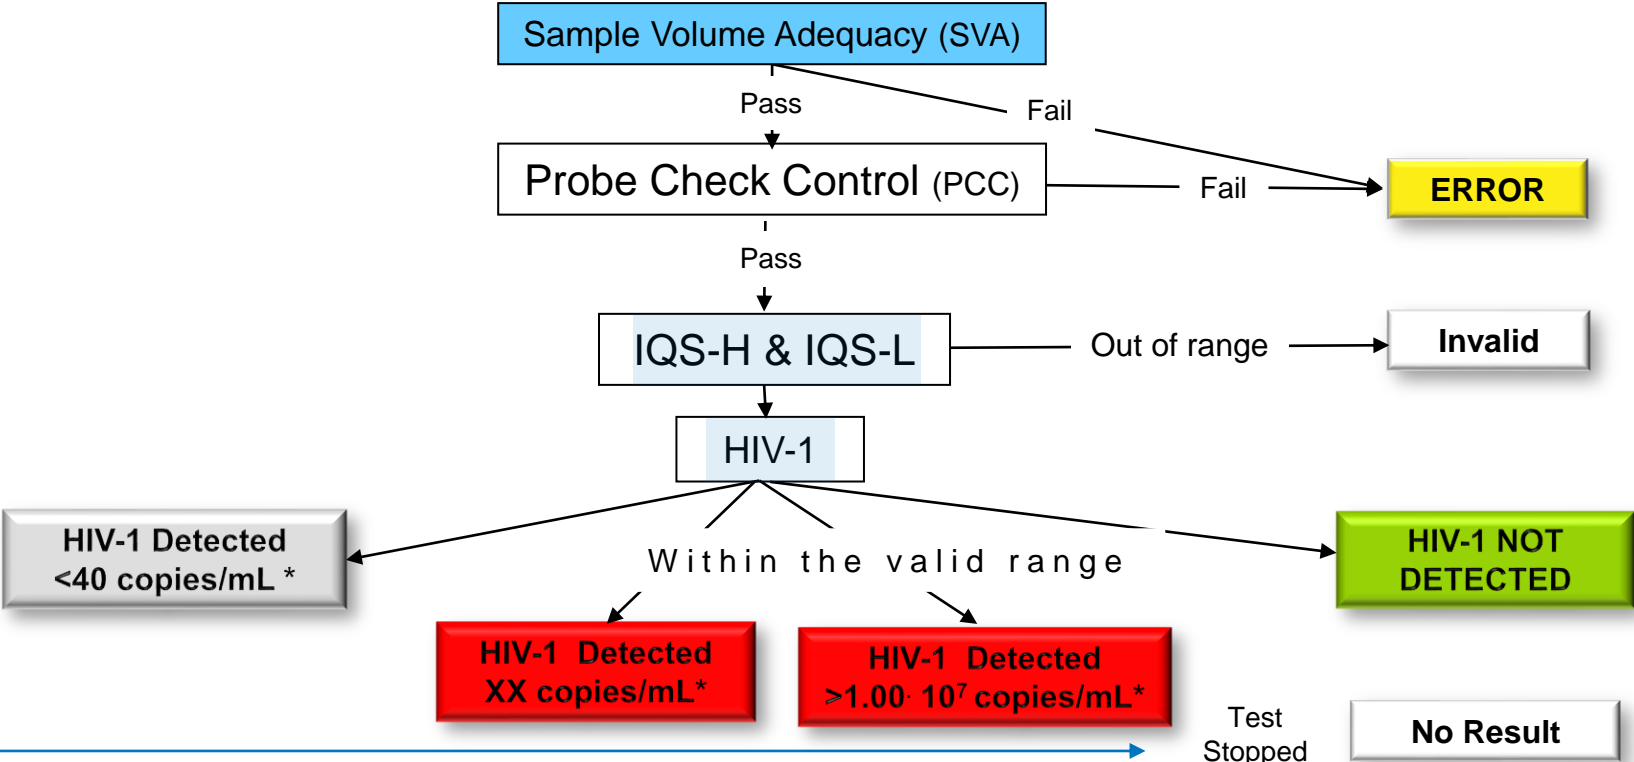 Sample Volume Adequacy (SVA)
Pass
Fail
Probe Check Control (PCC)
Fail
ERROR
Pass
IQS-H & IQS-L
Out of range
Invalid
HIV-1
HIV-1 Detected
<40 copies/mL *
Within the valid range
HIV-1 NOT
DETECTED
HIV-1 Detected
XX copies/mL*
HIV-1 Detected
>1.00· 10⁷ copies/mL*
Test
Stopped
No Result